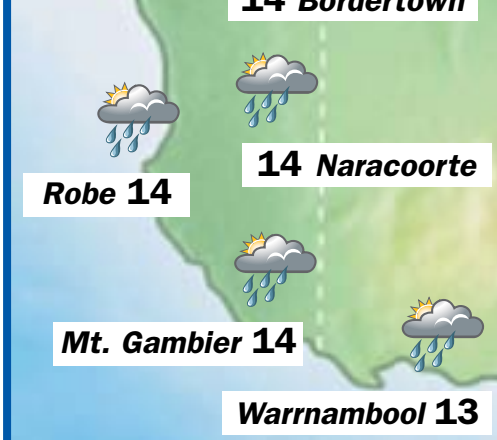 14 Bordertown
14 Naracoorte
Robe 14
Mt. Gambier 14
Warrnambool 13